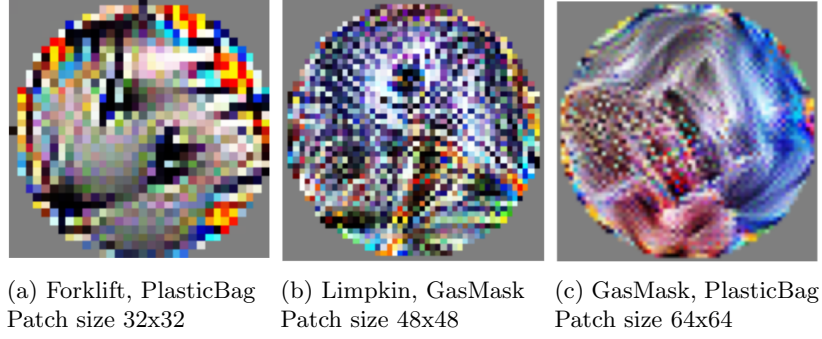 (a) Forklift, PlasticBag
Patch size 32x32
(b) Limpkin, GasMask
Patch size 48x48
(c) GasMask, PlasticBag
Patch size 64x64